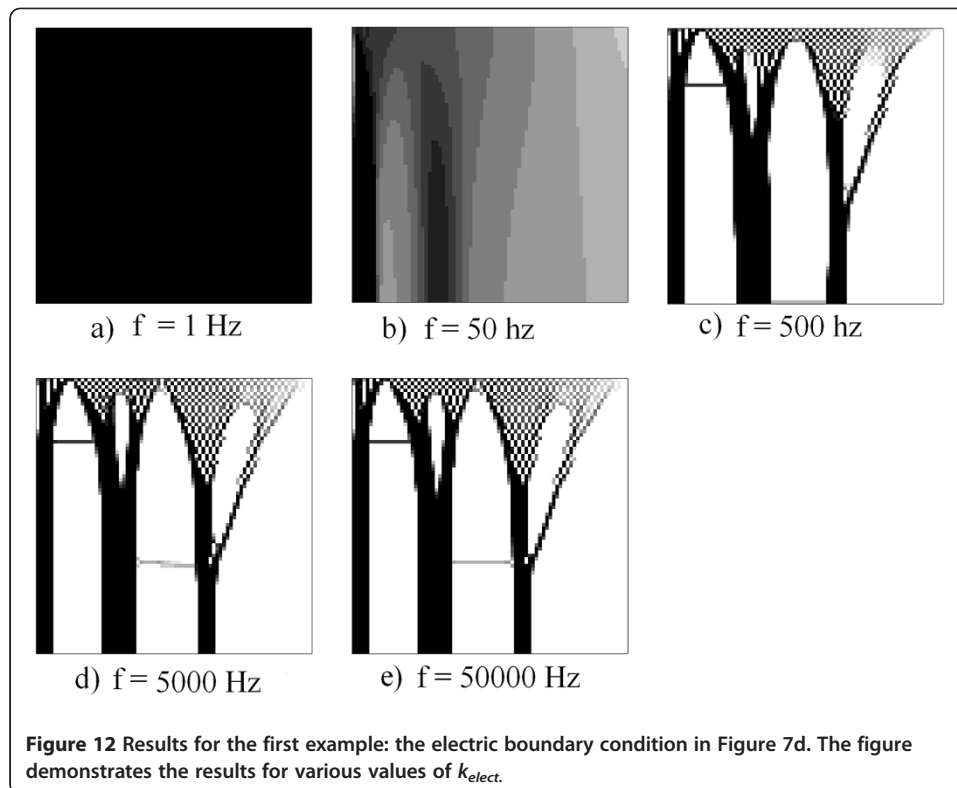 a) f = 1 Hz
b) f = 50 hz
c) f = 500 hz
d) f = 5000 Hz
e) f = 50000 Hz
Figure 12 Results for the first example: the electric boundary condition in Figure 7d. The figure
demonstrates the results for various values of kelect.